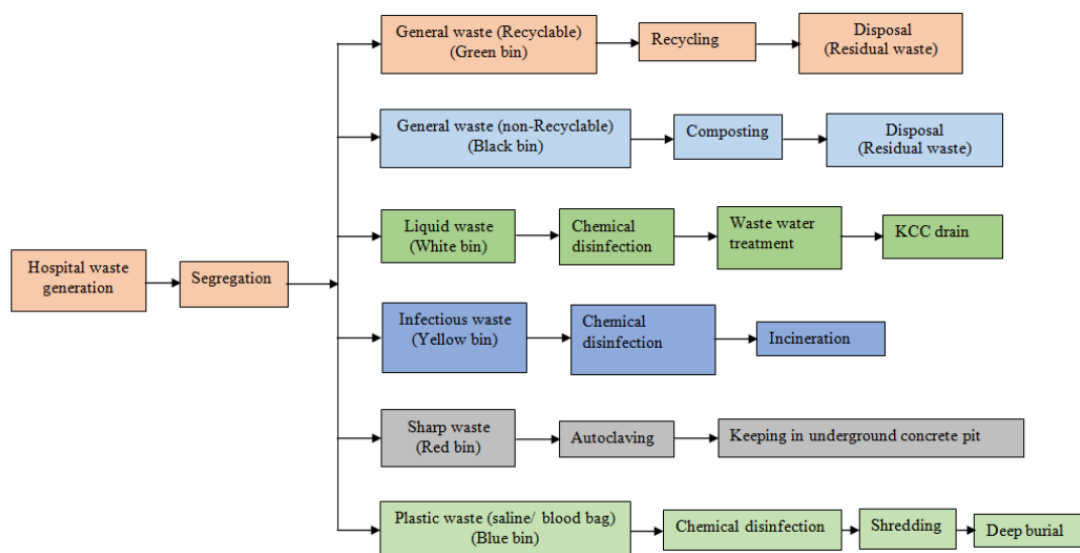 General waste (Recyclable)
(Green bin)
Recycling
Disposal
(Residual waste)
General waste (non-Recyclable)
(Black bin)
Composting
Disposal
(Residual waste)
Liquid waste
(White bin)
Chemical
disinfection
Waste water
treatment
KCC drain
Hospital waste
generation
Segregation
Infectious waste
(Yellow bin)
Chemical
disinfection
Incineration
Sharp waste
(Red bin)
Autoclaving
Keeping in underground concrete pit
Plastic waste (saline/ blood bag)
(Blue bin)
Chemical disinfection
Shredding
Deep burial